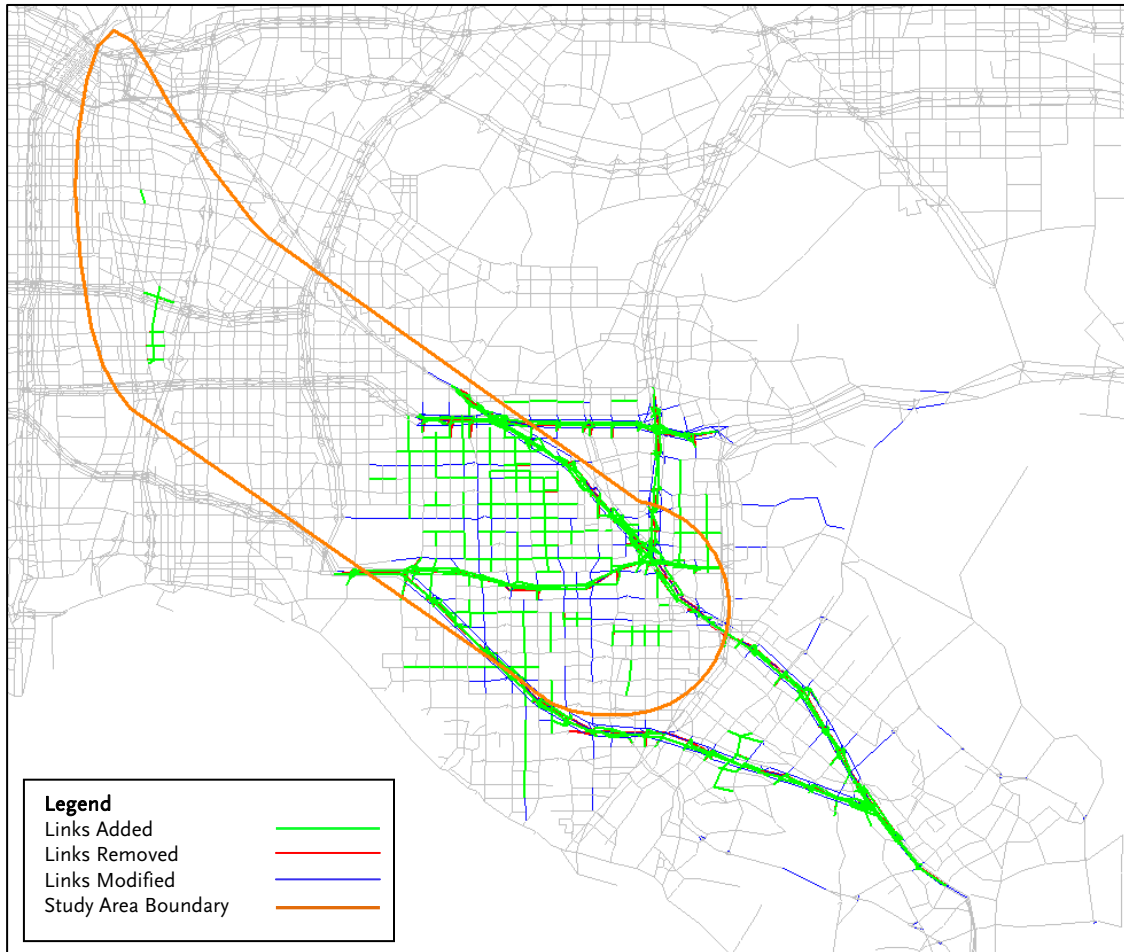 Legend
Links Added
Links Removed
Links Modified
Study Area Boundary